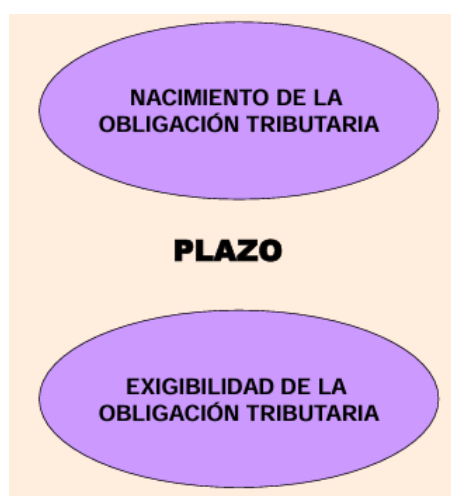 NACIMIENTO DE LA
OBLIGACIÓN TRIBUTARIA
PLAZO
EXIGIBILIDAD DE LA
OBLIGACIÓN TRIBUTARIA